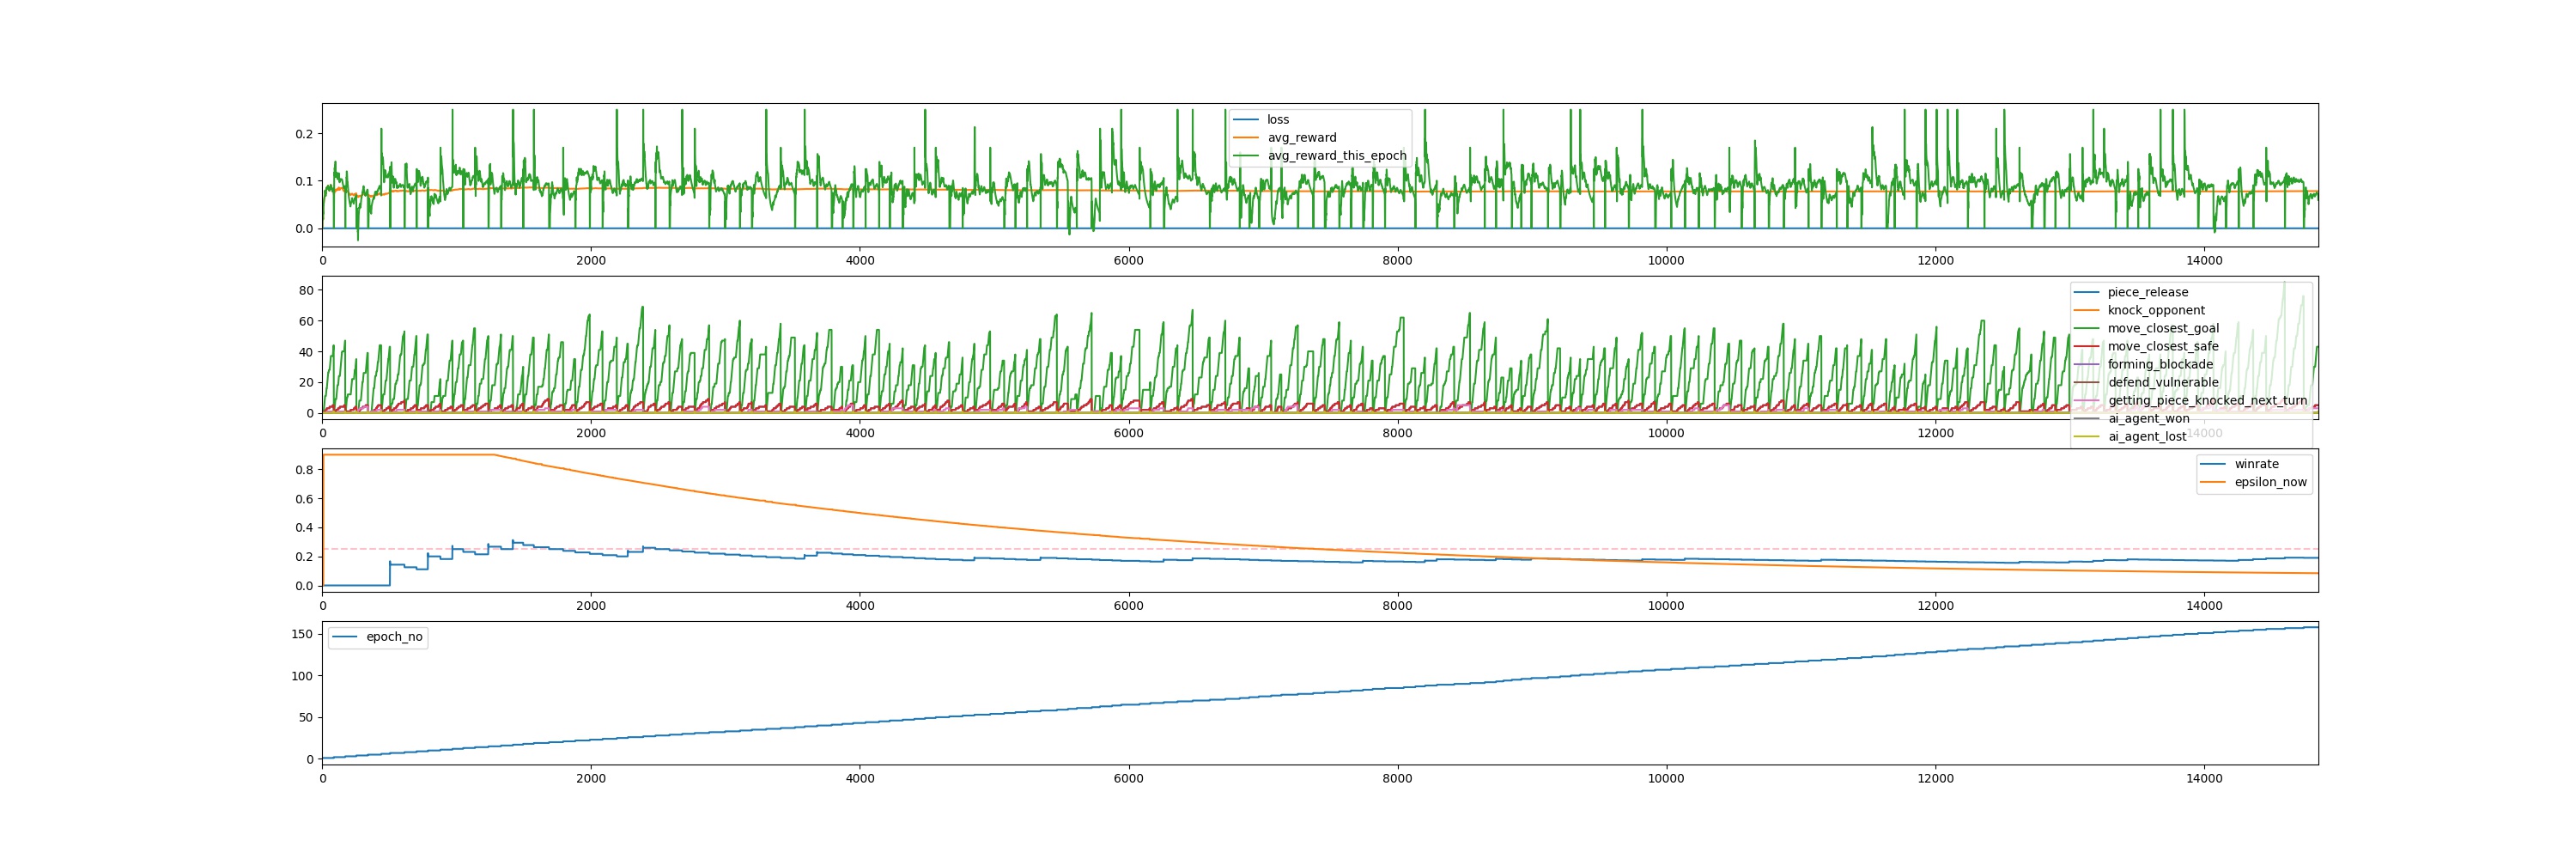 loss
avg_reward
avg_reward_this_epoch
0.2
0.1
0.0
0 2000 4000 6000 8000 10000 12000 14000
piece_release
knock_opponent
move_closest_goal
move_closest_safe
forming_blockade
defend_vulnerable
getting_piece_knocked_next_turn
ai_agent_won
ai_agent_lost
80
60
40
20
0
0 2000 4000 6000 8000 10000 12000 14000
winrate
epsilon_now
0.8
0.6
0.4
0.2
0.0
0 2000 4000 6000 8000 10000 12000 14000
epoch_no
150
100
50
0
0 2000 4000 6000 8000 10000 12000 14000